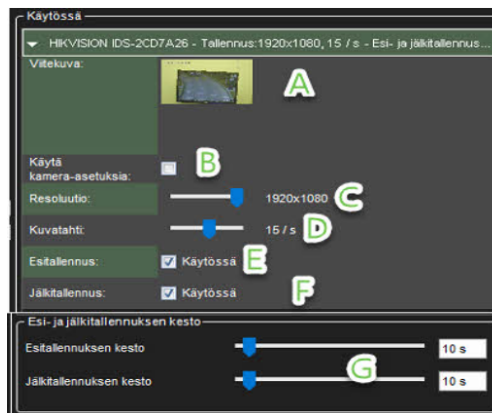 Käytössä
HIKVISION IDS-2CD7A26 - Tallennus:1920x1080, 15 / s - Esi- ja jälkitallennus...
Viitekuva:
A
Käytä
kamera-asetuksia:
B
Resoluutio:
1920x1080
C
Kuvatahti:
15 / s
D
Esitallennus:
Käytössä
E
Jälkitallennus:
Käytössä
F
Esi- ja jälkitallennuksen kesto
Esitallennuksen kesto
10 s
G
Jälkitallennuksen kesto
10 s